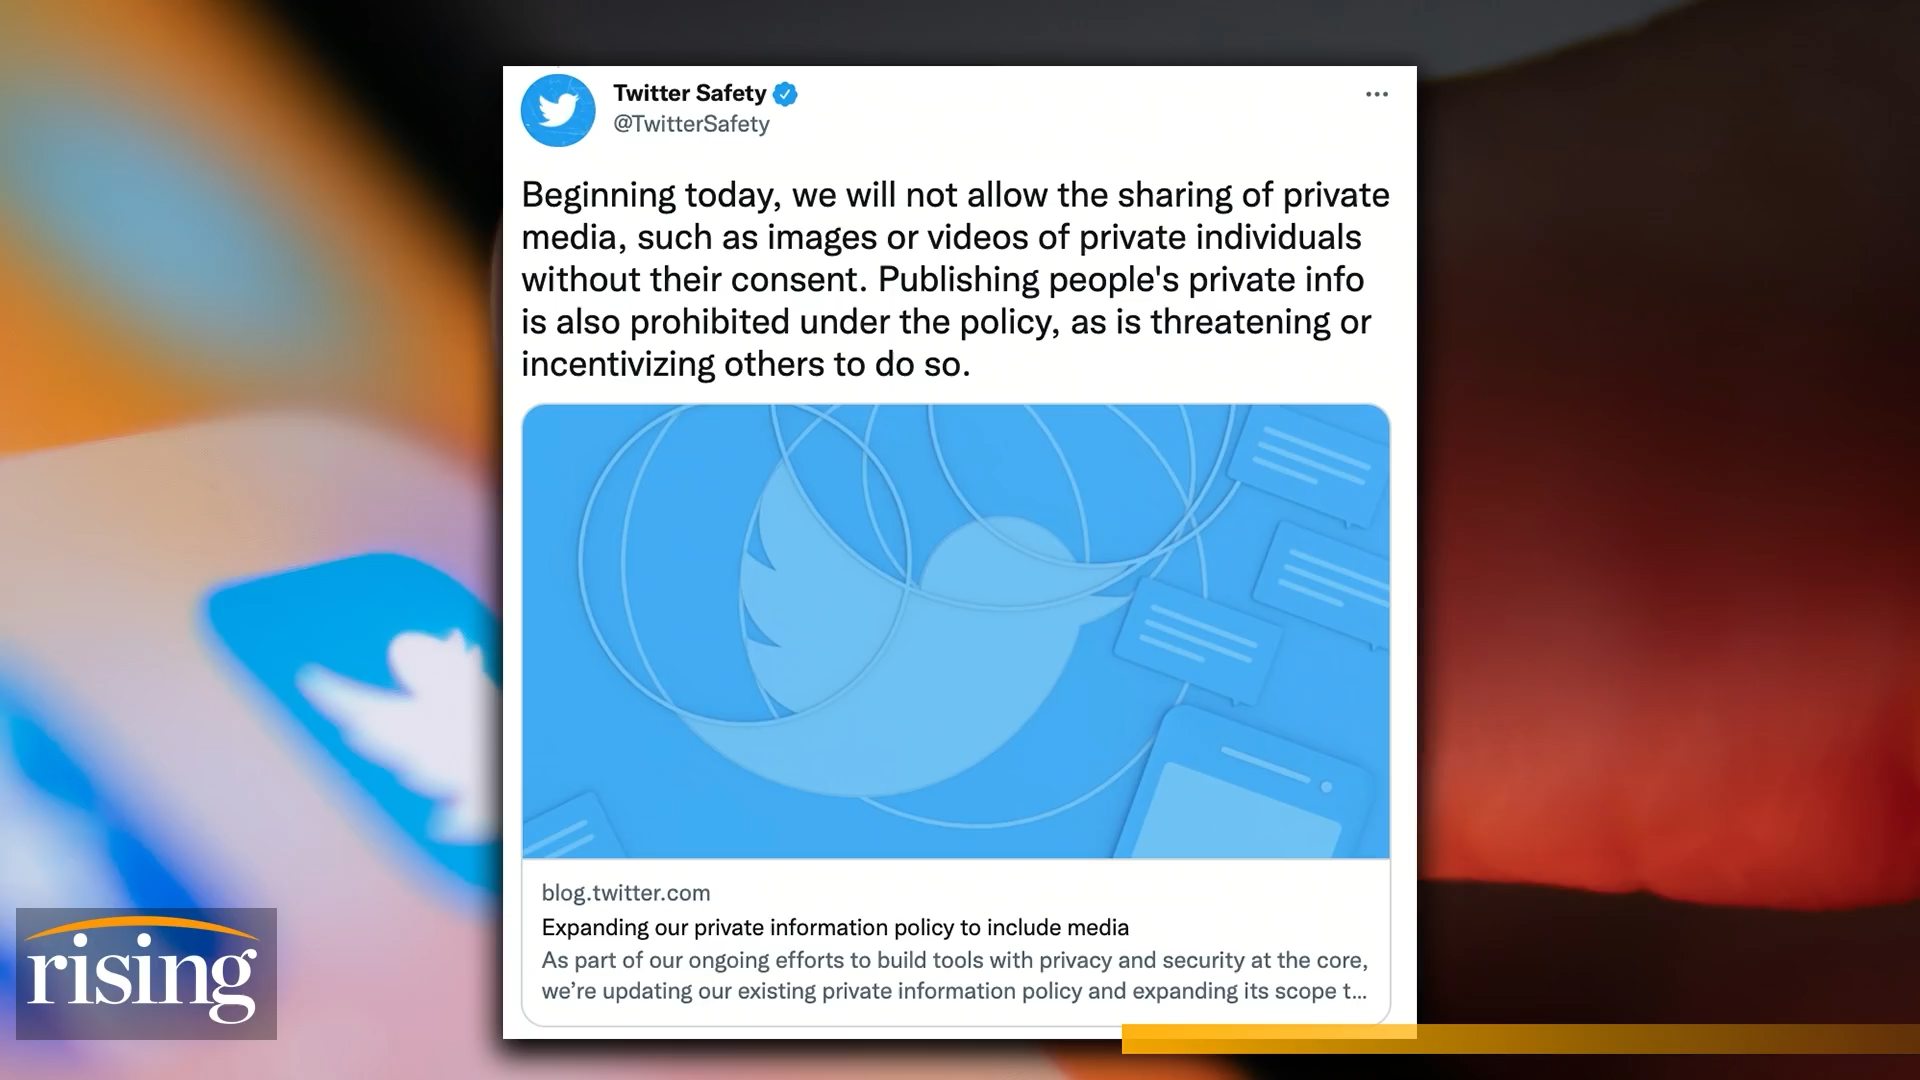 Twitter Safety
@TwitterSafety
Beginning today, we will not allow the sharing of private
media, such as images or videos of private individuals
without their consent. Publishing people's private info
is also prohibited under the policy, as is threatening or
incentivizing others to do so.
blog.twitter.com
Expanding our private information policy to include media
As part of our ongoing efforts to build tools with privacy and security at the core,
we’re updating our existing private information policy and expanding its scope t...
rising